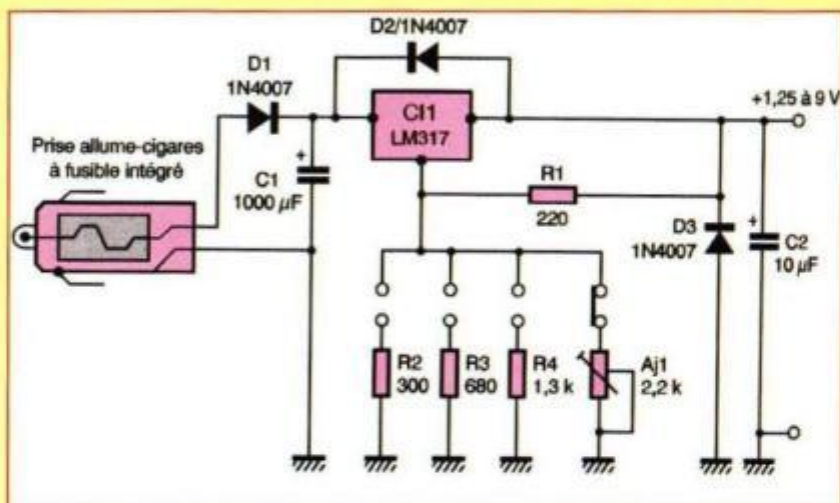 D2/1N4007
D1
1N4007
CI1
LM317
+1,25 à 9 V
Prise allume-cigares
à fusible intégré
+
C1
1000 µF
R1
220
D3
1N4007
+
C2
10 µF
R2
300
R3
680
R4
1,3 k
Aj1
2,2 k